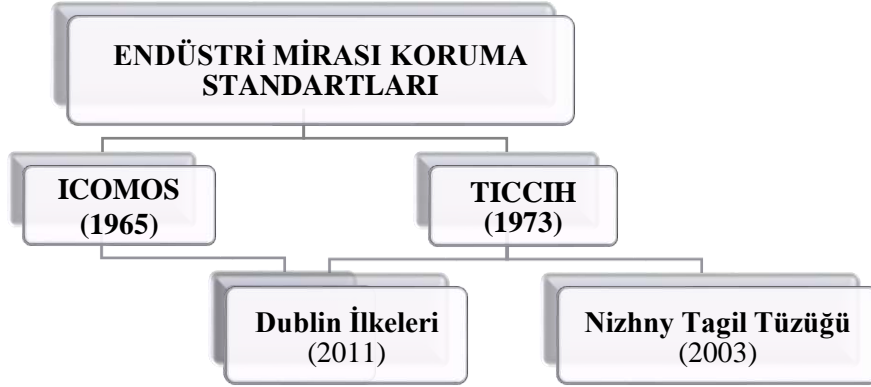 ENDÜSTRİ MİRASI KORUMA
STANDARTLARI
ICOMOS
(1965)
TICCIH
(1973)
Dublin İlkeleri
(2011)
Nizhny Tagil Tüzüğü
(2003)